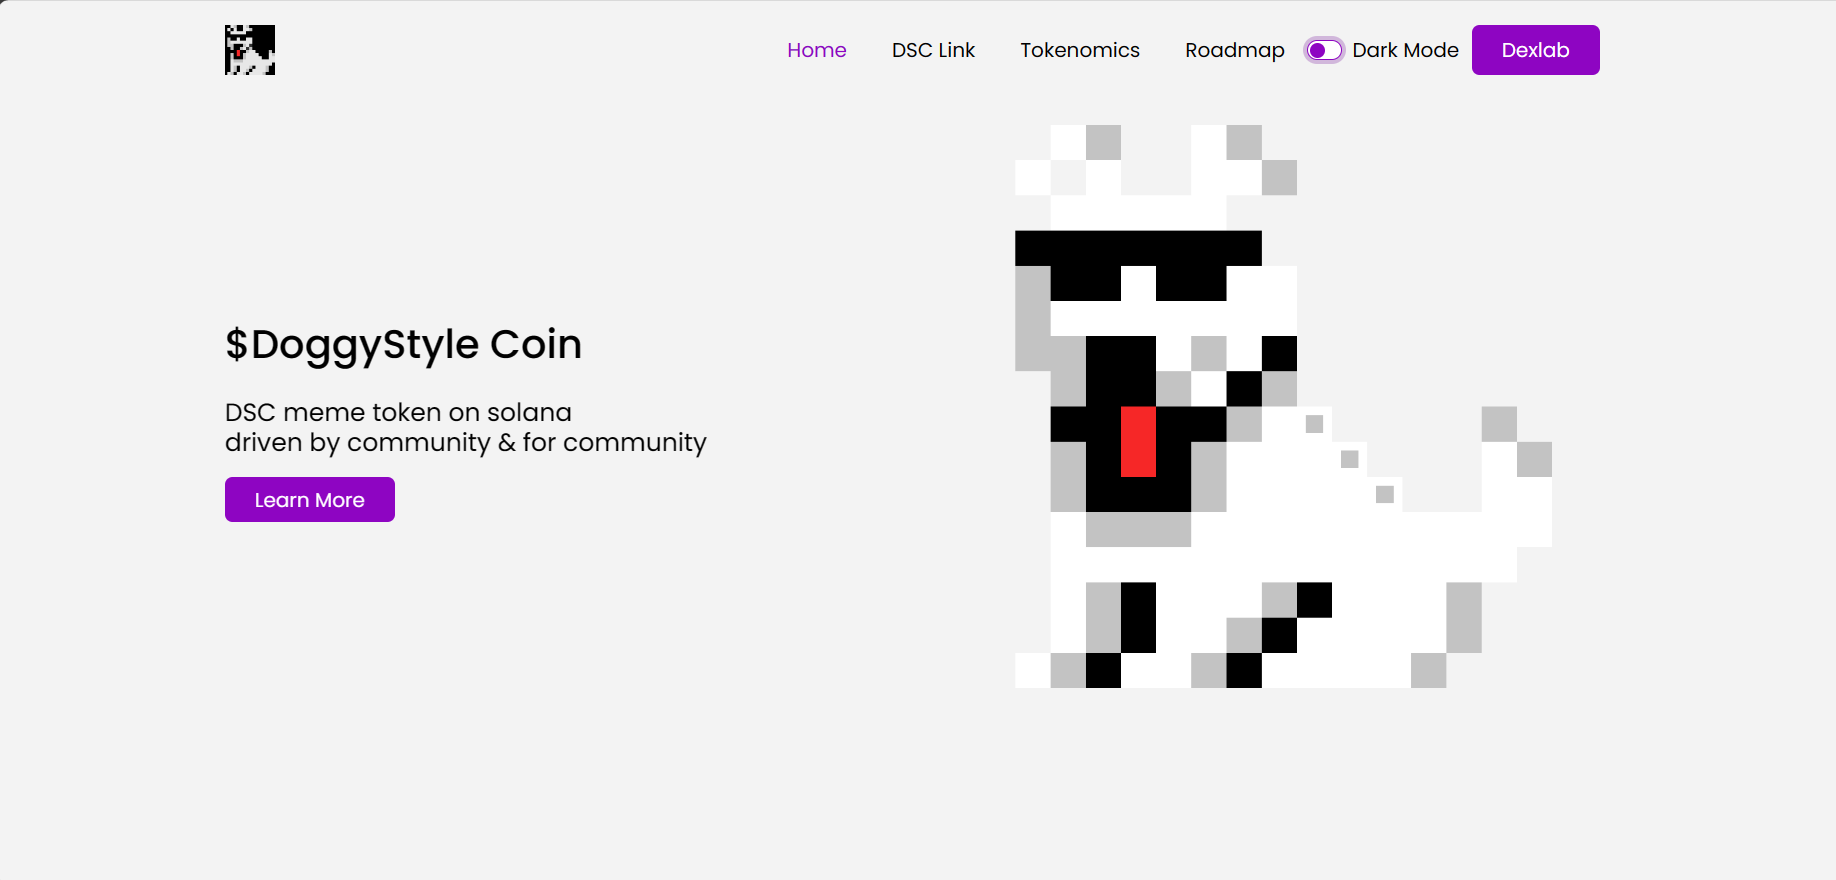 Home DSC Link Tokenomics Roadmap Dark Mode Dexlab
$DoggyStyle Coin
DSC meme token on solana
driven by community & for community
Learn More